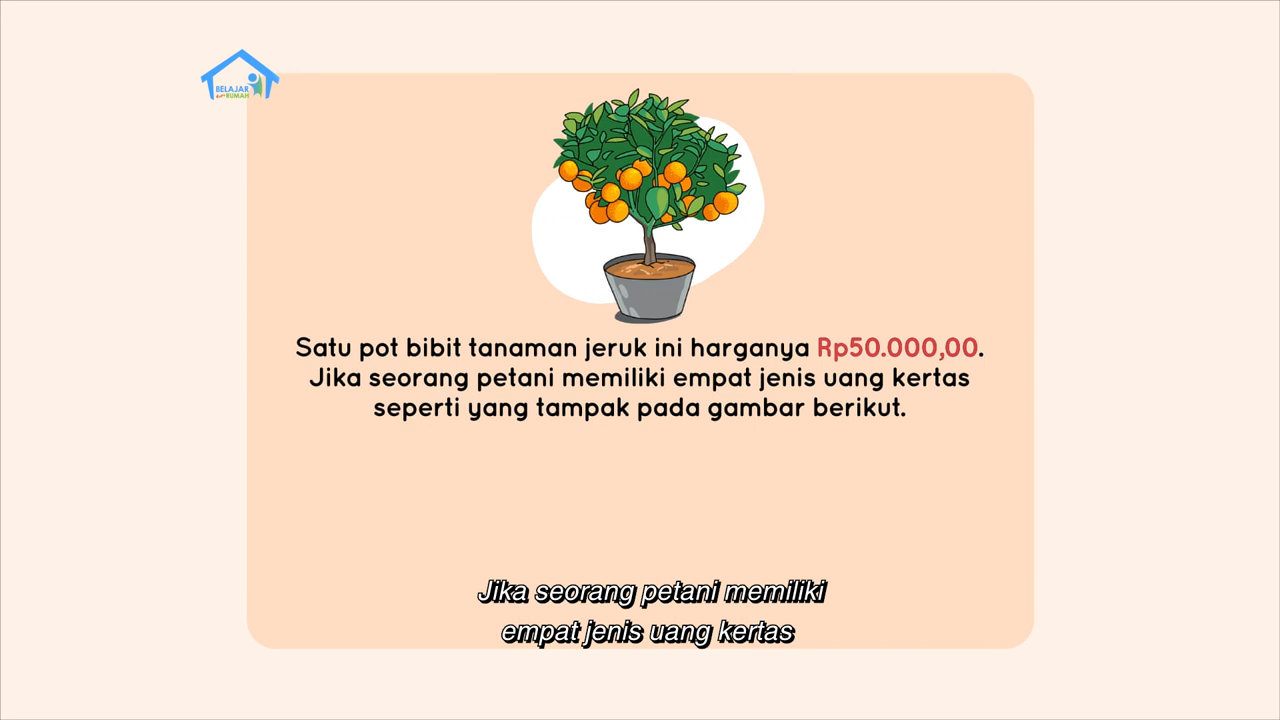 BELAJAR
dari RUMAH
Satu pot bibit tanaman jeruk ini harganya Rp50.000,00.
Jika seorang petani memiliki empat jenis uang kertas
seperti yang tampak pada gambar berikut.
Jika seorang petani memiliki
empat jenis uang kertas